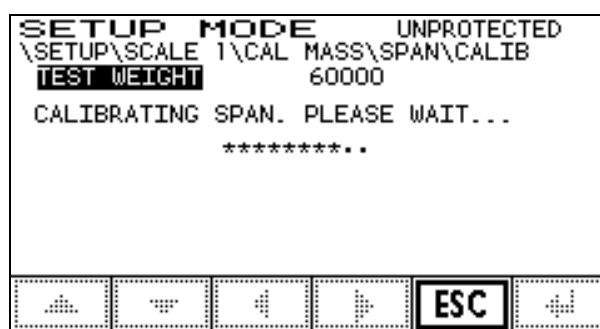 SETUP MODE UNPROTECTED
\SETUP\SCALE 1\CAL MASS\SPAN\CALIB
TEST WEIGHT 60000
CALIBRATING SPAN. PLEASE WAIT...
********..
ESC